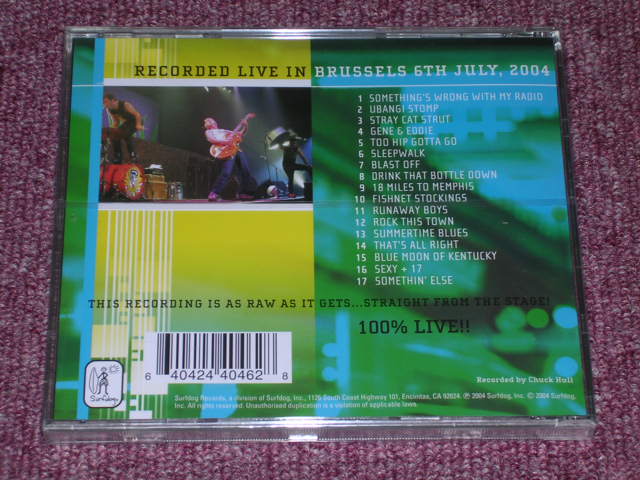 RECORDED LIVE IN BRUSSELS 6TH JULY, 2004
1 SOMETHING'S WRONG WITH MY RADIO
2 UBANGI STOMP
3 STRAY CAT STRUT
4 GENE & EDDIE
5 TOO HIP GOTTA GO
6 SLEEPWALK
7 BLAST OFF
8 DRINK THAT BOTTLE DOWN
9 18 MILES TO MEMPHIS
10 FISHNET STOCKINGS
11 RUNAWAY BOYS
12 ROCK THIS TOWN
13 SUMMERTIME BLUES
14 THAT'S ALL RIGHT
15 BLUE MOON OF KENTUCKY
16 SEXY + 17
17 SOMETHIN' ELSE
THIS RECORDING IS AS RAW AS IT GETS...STRAIGHT FROM THE STAGE!
100% LIVE!!
6 40424 40462 8
Surfdog
Recorded by Chuck Hull
Surfdog Records, a division of Surfdog, Inc., 1126 South Coast Highway 101, Encinitas, CA 92024. ℗ 2004 Surfdog, Inc. © 2004 Surfdog,
Inc. All rights reserved. Unauthorised duplication is a violation of applicable laws.